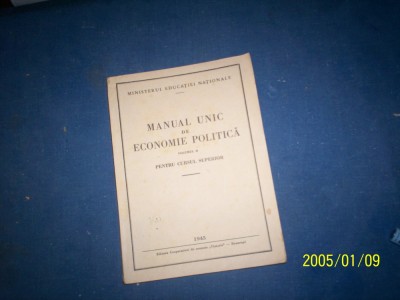 MINISTERUL EDUCAȚIEI NAȚIONALE
MANUAL UNIC
DE
ECONOMIE POLITICĂ
PENTRU CURSUL SUPERIOR
2005/01/09